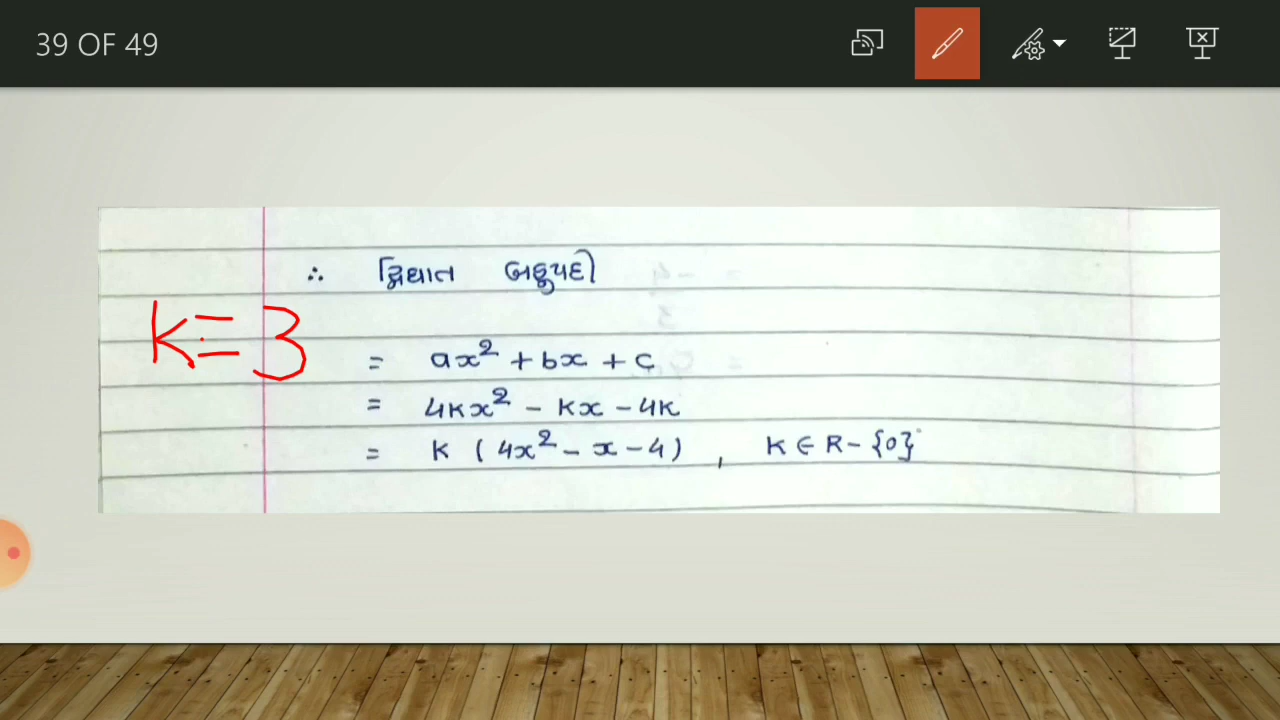 39 OF 49
∴ દ્વિઘાત બહુપદી
K = 3
= ax² + bx + c
= 4Kx² - Kx - 4K
= K ( 4x² - x - 4 ) , K ∈ R - {0}